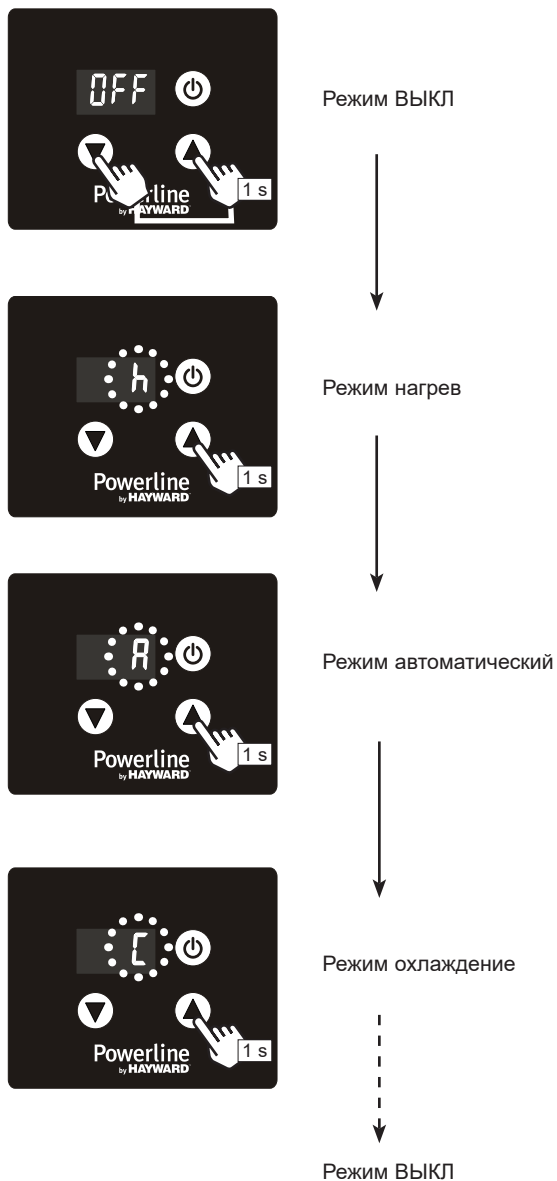 OFF
Режим ВЫКЛ
1 s
Powerline
by HAYWARD
h
Режим нагрев
1 s
Powerline
by HAYWARD
A
Режим автоматический
1 s
Powerline
by HAYWARD
C
Режим охлаждение
1 s
Powerline
by HAYWARD
Режим ВЫКЛ